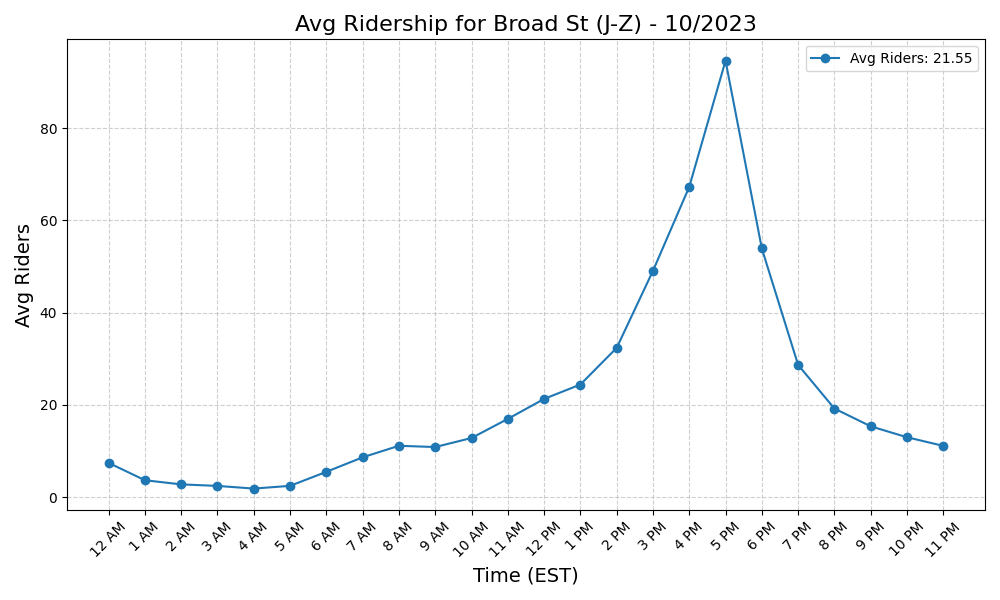 Avg Ridership for Broad St (J-Z) - 10/2023
Avg Riders: 21.55
Avg Riders
80
60
40
20
0
12 AM
1 AM
2 AM
3 AM
4 AM
5 AM
6 AM
7 AM
8 AM
9 AM
10 AM
11 AM
12 PM
1 PM
2 PM
3 PM
4 PM
5 PM
6 PM
7 PM
8 PM
9 PM
10 PM
11 PM
Time (EST)